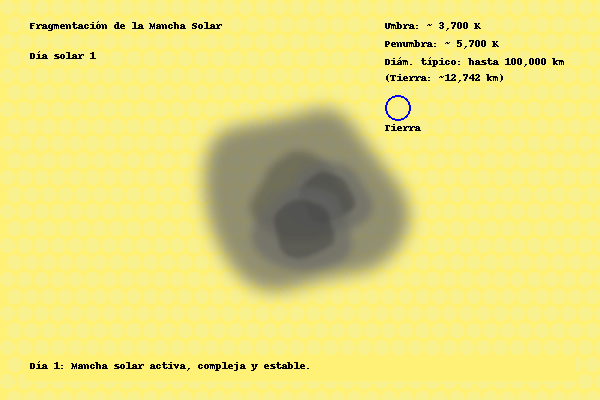 Fragmentación de la Mancha Solar
Día solar 1
Umbra: ~ 3,700 K
Penumbra: ~ 5,700 K
Diám. típico: hasta 100,000 km
(Tierra: ~12,742 km)
Tierra
Día 1: Mancha solar activa, compleja y estable.